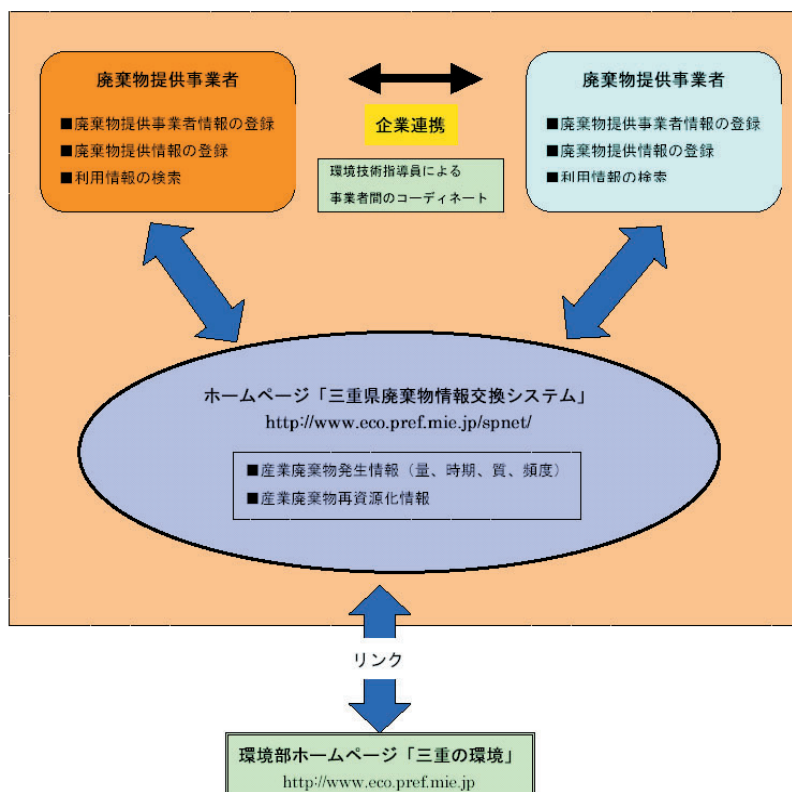 廃棄物提供事業者
■廃棄物提供事業者情報の登録
■廃棄物提供情報の登録
■利用情報の検索
企業連携
環境技術指導員による
事業者間のコーディネート
廃棄物提供事業者
■廃棄物提供事業者情報の登録
■廃棄物提供情報の登録
■利用情報の検索
ホームページ「三重県廃棄物情報交換システム」
http://www.eco.pref.mie.jp/spnet/
■産業廃棄物発生情報（量、時期、質、頻度）
■産業廃棄物再資源化情報
リンク
環境部ホームページ「三重の環境」
http://www.eco.pref.mie.jp